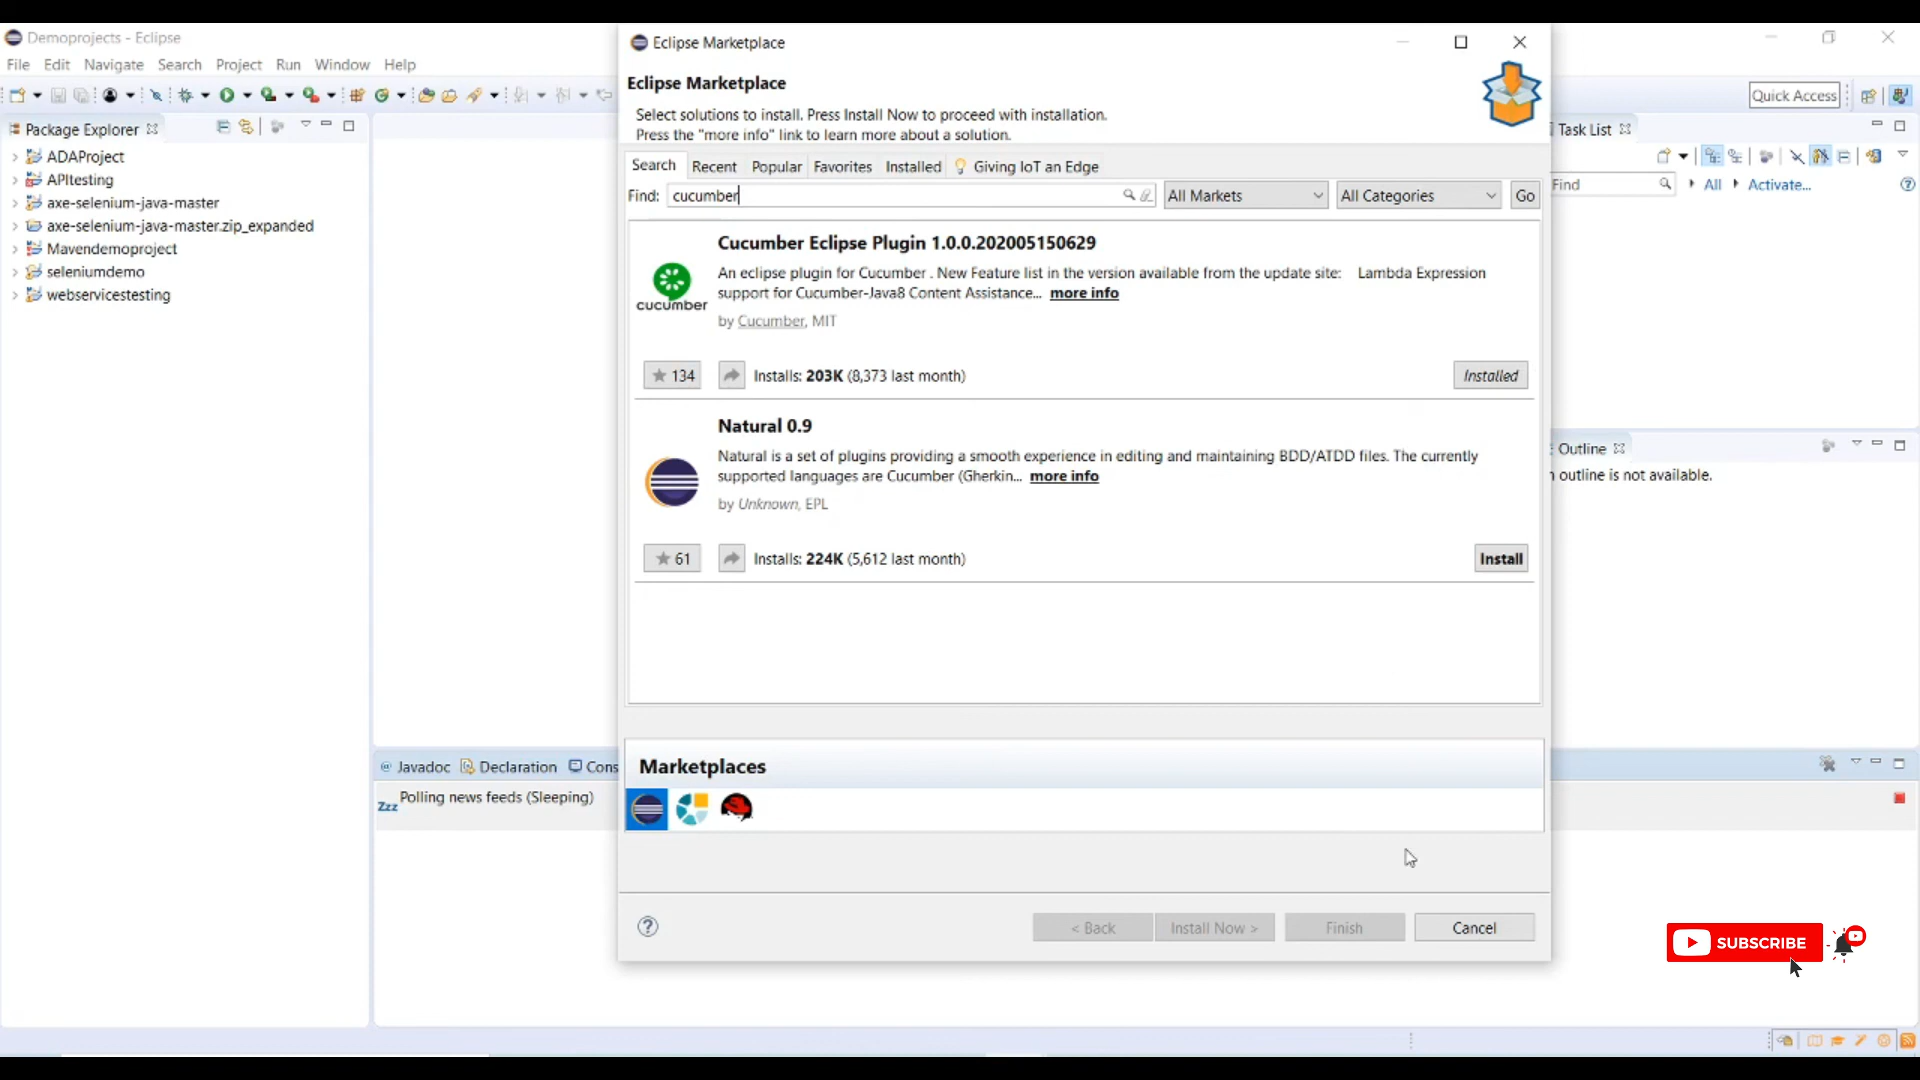 Demoprojects - Eclipse
File Edit Navigate Search Project Run Window Help
Quick Access
Package Explorer
ADAProject
APItesting
axe-selenium-java-master
axe-selenium-java-master.zip_expanded
Mavendemoproject
seleniumdemo
webservicestesting
Eclipse Marketplace
Eclipse Marketplace
Select solutions to install. Press Install Now to proceed with installation.
Press the "more info" link to learn more about a solution.
Search Recent Popular Favorites Installed Giving IoT an Edge
Find: cucumber All Markets All Categories Go
Cucumber Eclipse Plugin 1.0.0.202005150629
An eclipse plugin for Cucumber . New Feature list in the version available from the update site: Lambda Expression
support for Cucumber-Java8 Content Assistance... more info
cucumber
by Cucumber, MIT
134 Installs: 203K (8,373 last month) Installed
Natural 0.9
Natural is a set of plugins providing a smooth experience in editing and maintaining BDD/ATDD files. The currently
supported languages are Cucumber (Gherkin... more info
by Unknown, EPL
61 Installs: 224K (5,612 last month) Install
Marketplaces
< Back Install Now > Finish Cancel
Task List
Find All Activate...
Outline
outline is not available.
@ Javadoc Declaration Cons
Zzz Polling news feeds (Sleeping)
SUBSCRIBE